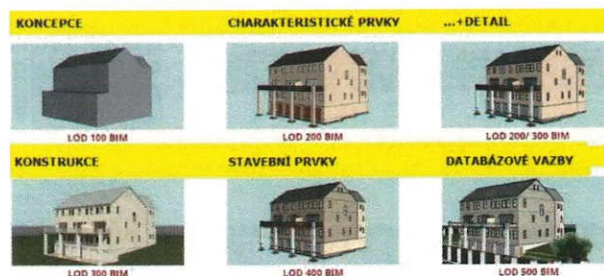 KONCEPCE
CHARAKTERISTICKÉ PRVKY
...+DETAIL
LOD 100 BIM
LOD 200 BIM
LOD 200/ 300 BIM
KONSTRUKCE
STAVEBNÍ PRVKY
DATABÁZOVÉ VAZBY
LOD 300 BIM
LOD 400 BIM
LOD 500 BIM